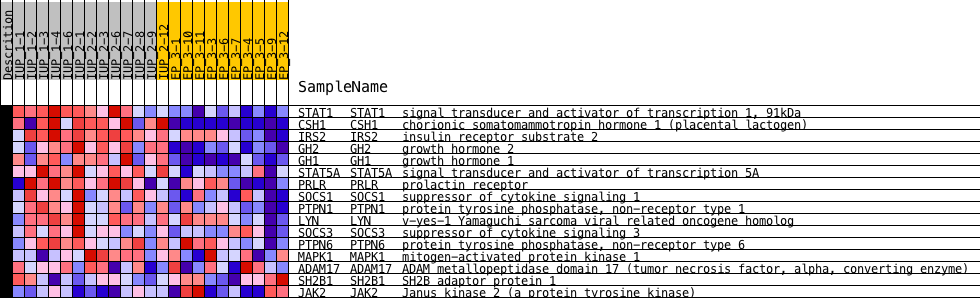 Descrition
IUP_1-1
IUP_1-2
IUP_1-3
IUP_1-4
IUP_1-6
IUP_2-1
IUP_2-2
IUP_2-3
IUP_2-6
IUP_2-7
IUP_2-8
IUP_2-9
IUP_2-12
EP_3-1
EP_3-10
EP_3-11
EP_3-3
EP_3-6
EP_3-7
EP_3-4
EP_3-5
EP_3-9
EP_3-12
SampleName
STAT1 STAT1 signal transducer and activator of transcription 1, 91kDa
CSH1 CSH1 chorionic somatomammotropin hormone 1 (placental lactogen)
IRS2 IRS2 insulin receptor substrate 2
GH2 GH2 growth hormone 2
GH1 GH1 growth hormone 1
STAT5A STAT5A signal transducer and activator of transcription 5A
PRLR PRLR prolactin receptor
SOCS1 SOCS1 suppressor of cytokine signaling 1
PTPN1 PTPN1 protein tyrosine phosphatase, non-receptor type 1
LYN LYN v-yes-1 Yamaguchi sarcoma viral related oncogene homolog
SOCS3 SOCS3 suppressor of cytokine signaling 3
PTPN6 PTPN6 protein tyrosine phosphatase, non-receptor type 6
MAPK1 MAPK1 mitogen-activated protein kinase 1
ADAM17 ADAM17 ADAM metallopeptidase domain 17 (tumor necrosis factor, alpha, converting enzyme)
SH2B1 SH2B1 SH2B adaptor protein 1
JAK2 JAK2 Janus kinase 2 (a protein tyrosine kinase)